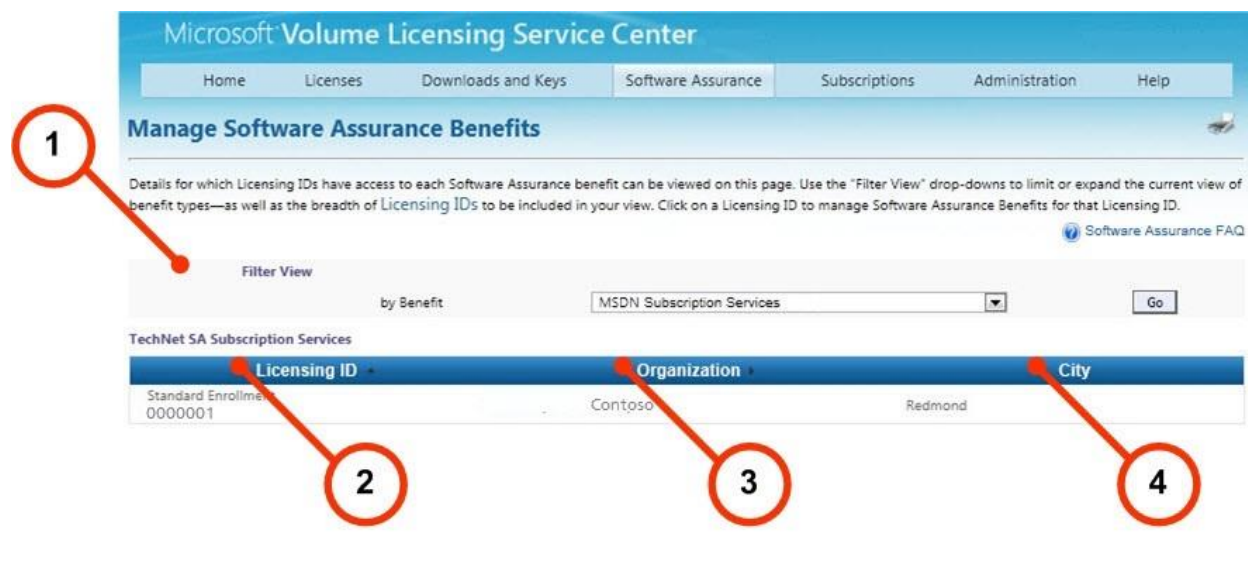 Microsoft Volume Licensing Service Center
Home Licenses Downloads and Keys Software Assurance Subscriptions Administration Help
1
Manage Software Assurance Benefits
Details for which Licensing IDs have access to each Software Assurance benefit can be viewed on this page. Use the "Filter View" drop-downs to limit or expand the current view of
benefit types—as well as the breadth of Licensing IDs to be included in your view. Click on a Licensing ID to manage Software Assurance Benefits for that Licensing ID.
Software Assurance FAQ
Filter View
by Benefit MSDN Subscription Services Go
TechNet SA Subscription Services
Licensing ID Organization City
Standard Enrollment
0000001 Contoso Redmond
2 3 4